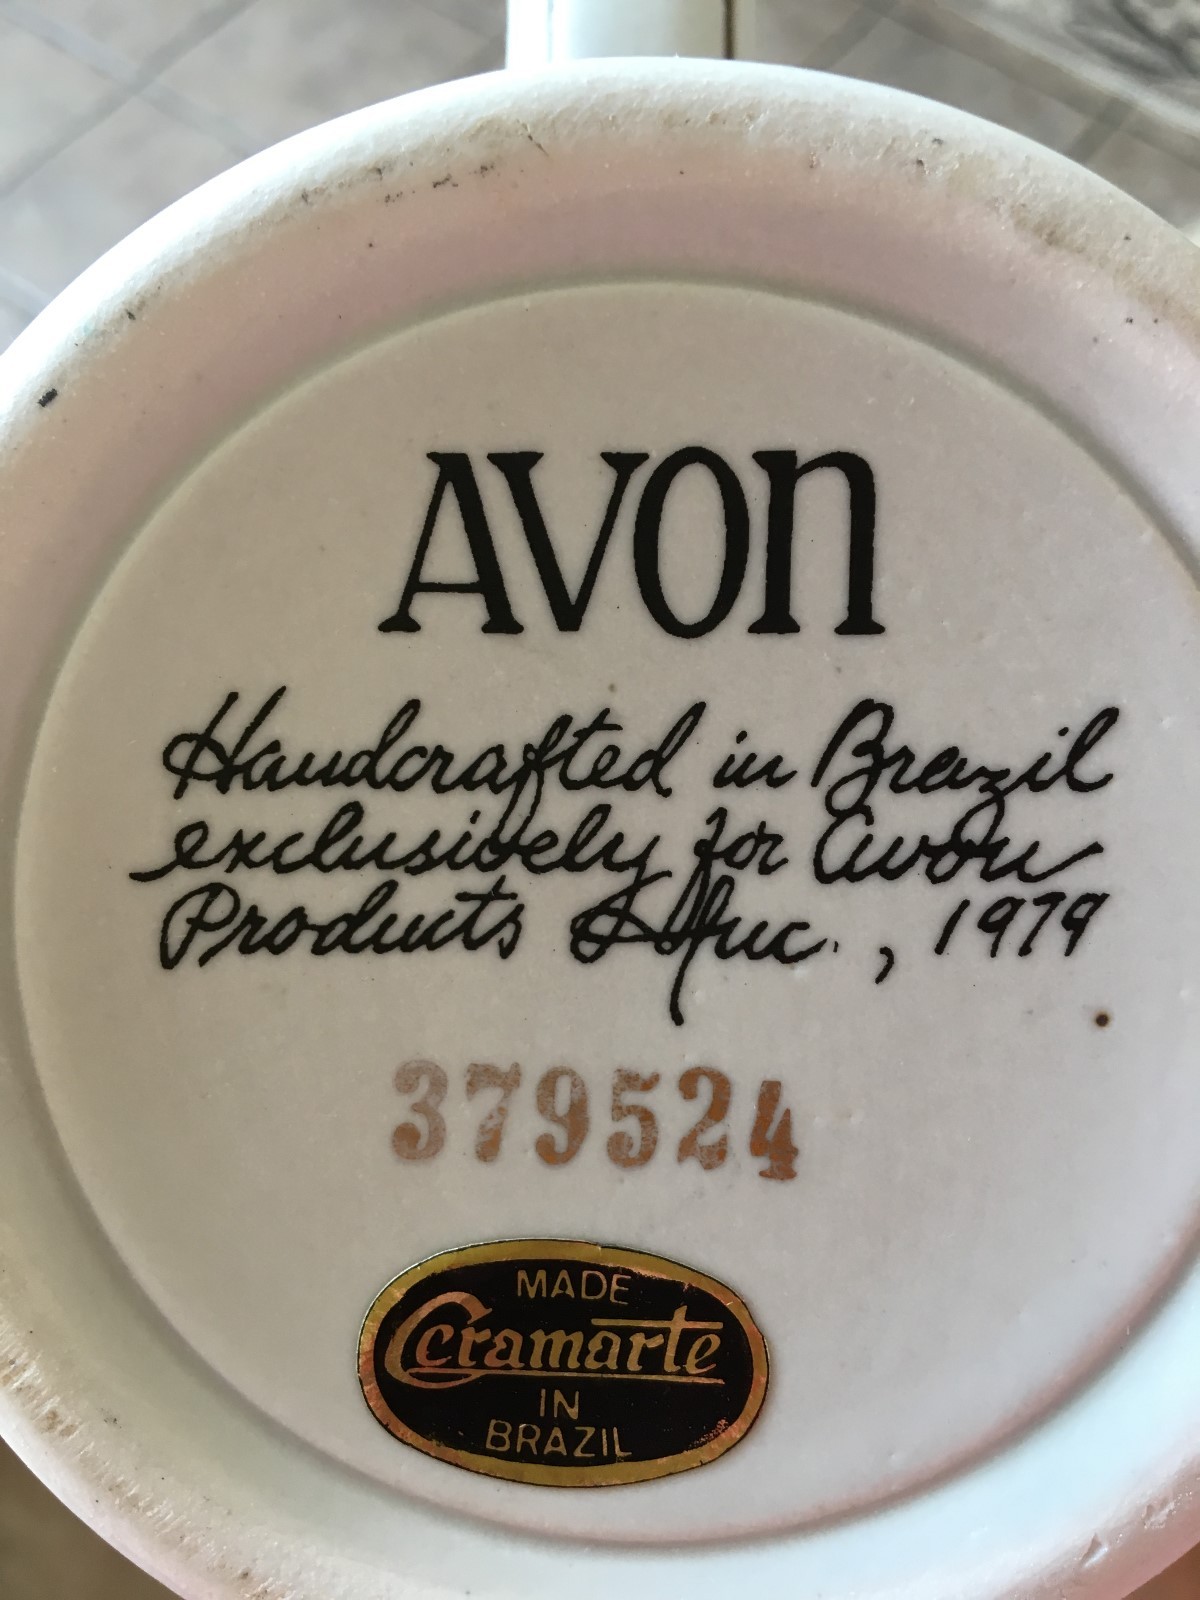 AVON
Handcrafted in Brazil
exclusively for Avon
Products Inc., 1979
379524
MADE
Ceramarte
IN
BRAZIL